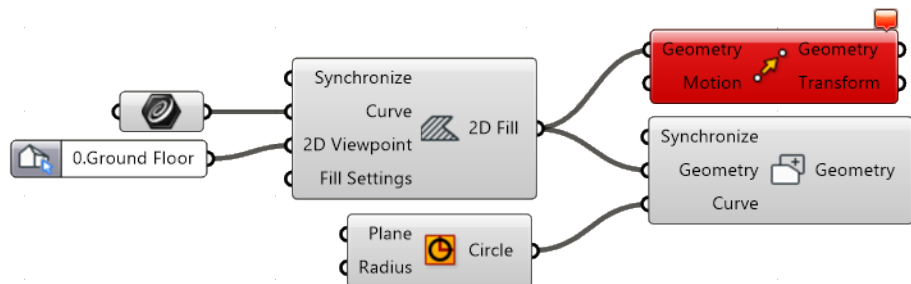 Geometry Geometry
Motion Transform
Synchronize
Curve
2D Viewpoint
Fill Settings
2D Fill
0.Ground Floor
Synchronize
Geometry Geometry
Curve
Plane
Radius
Circle